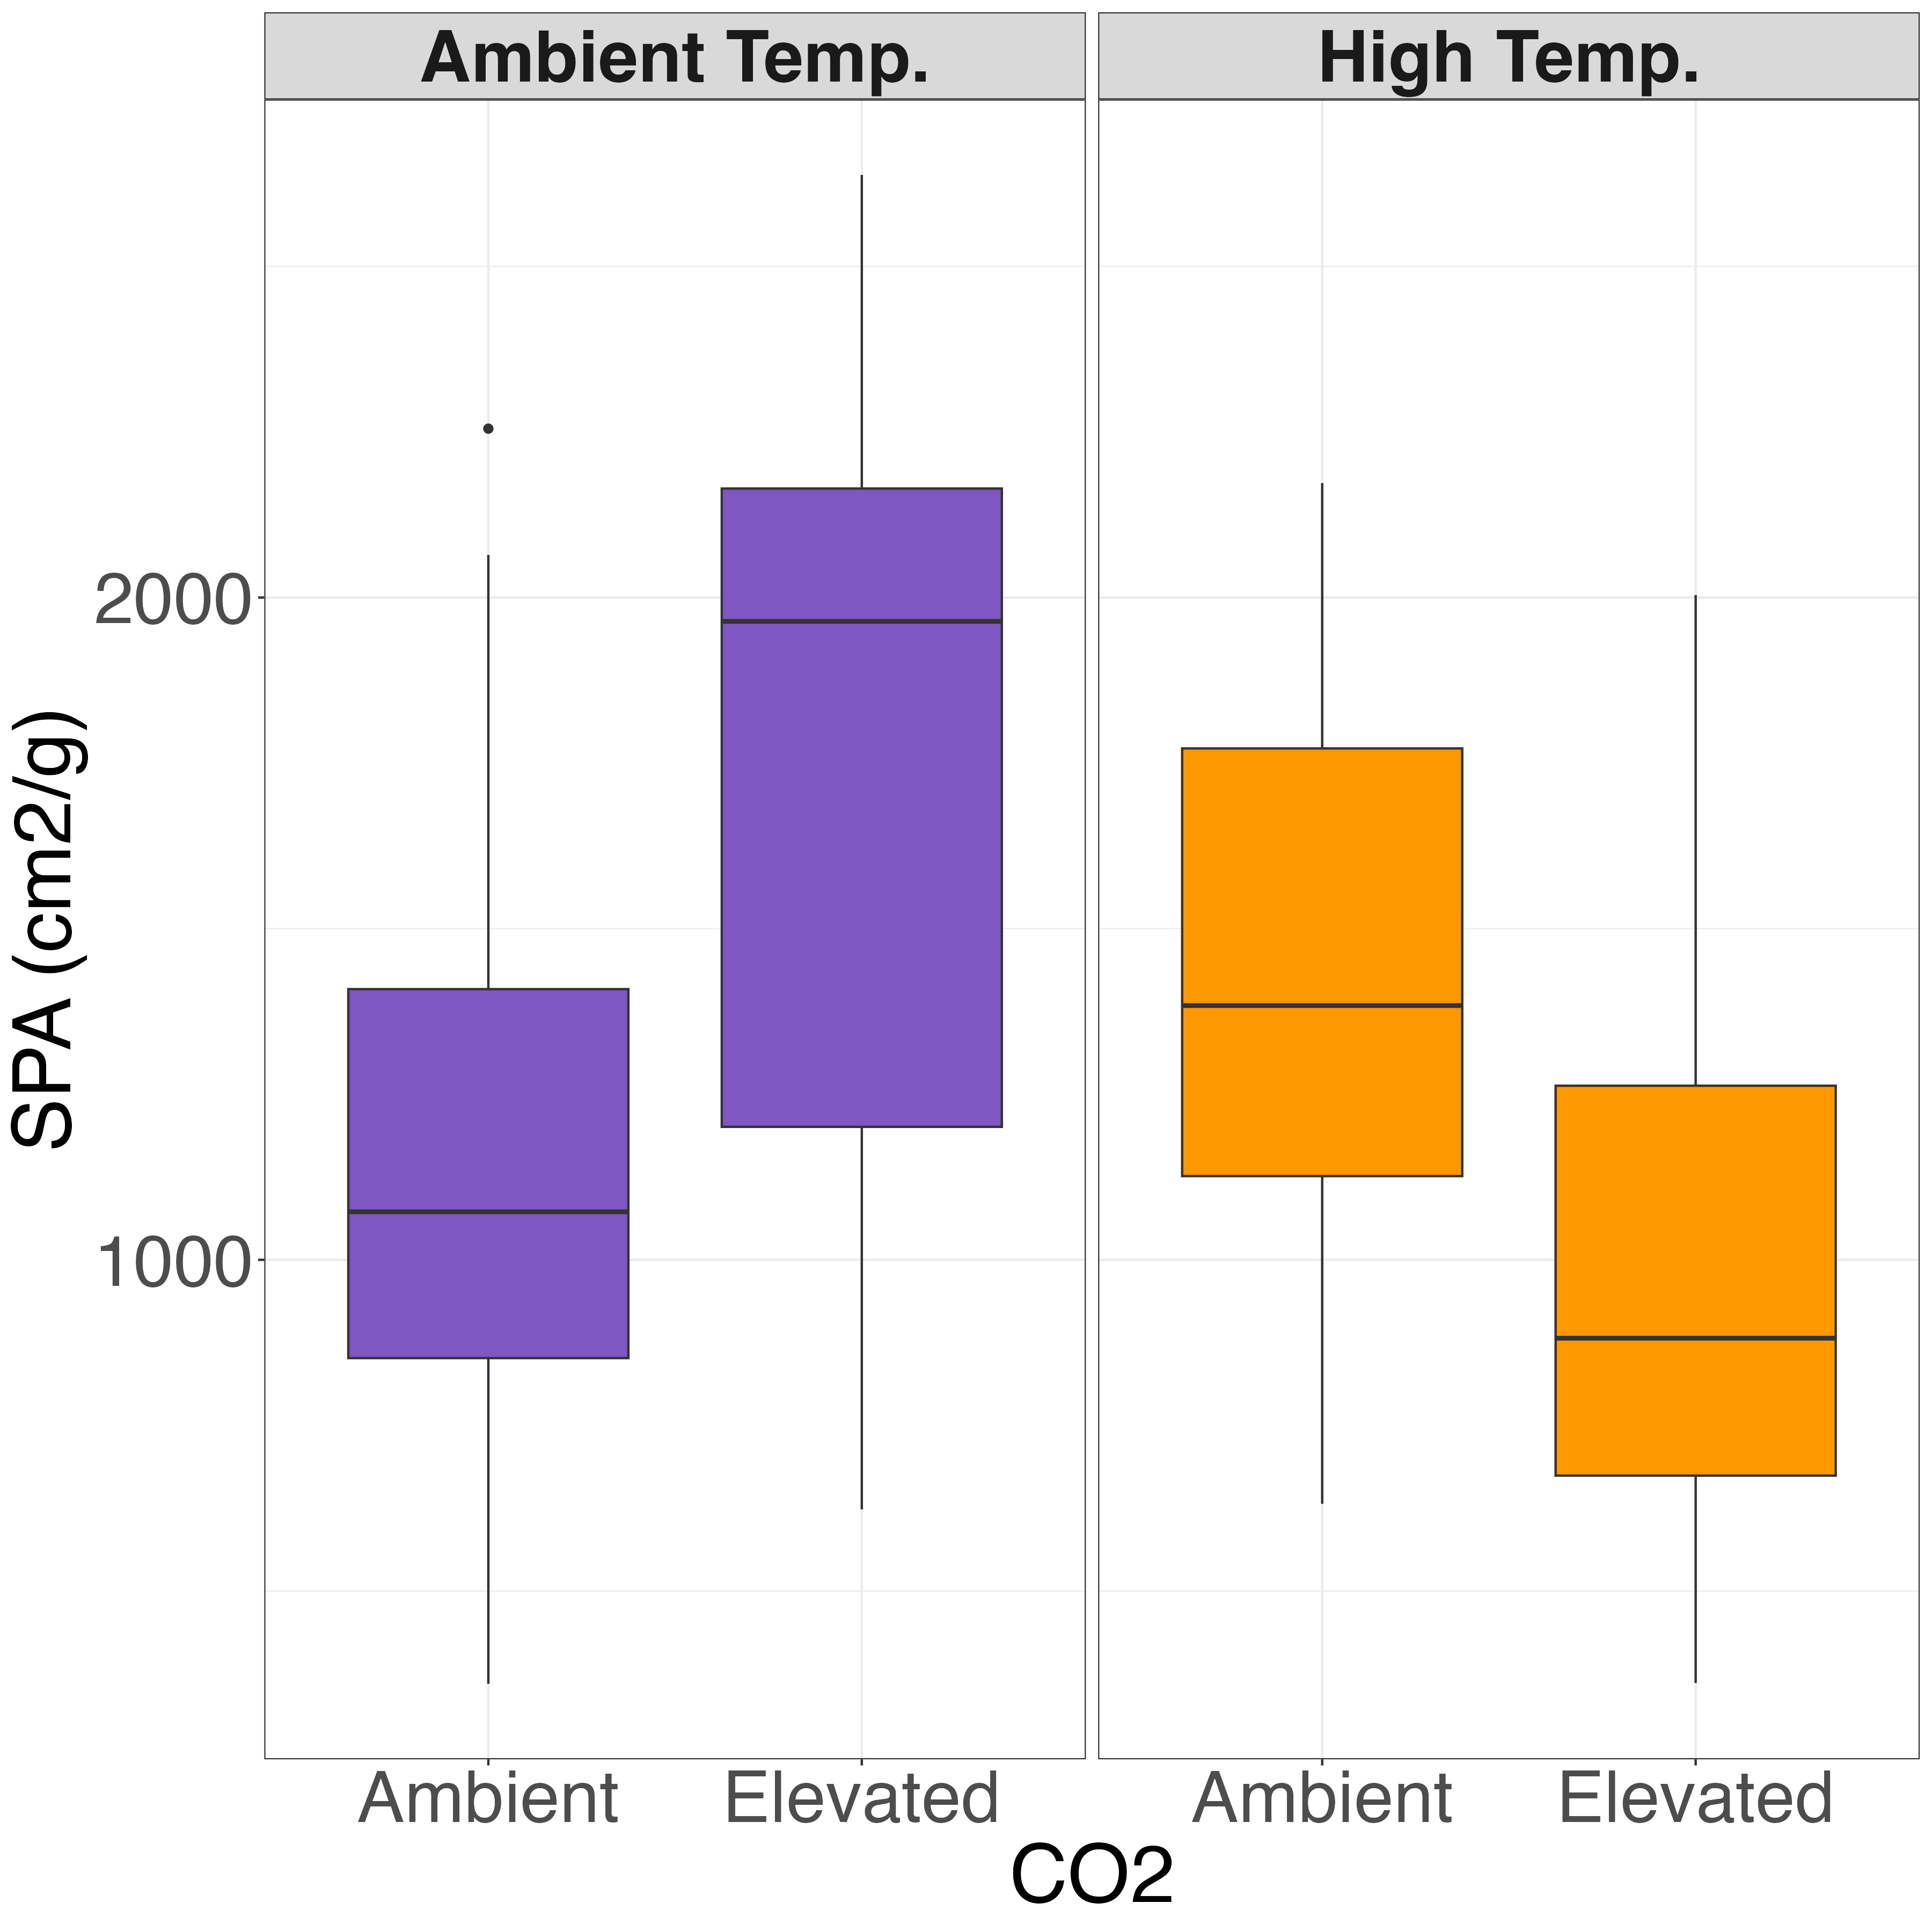 Ambient Temp.
High Temp.
SPA (cm2/g)
2000
1000
Ambient
Elevated
Ambient
Elevated
CO2